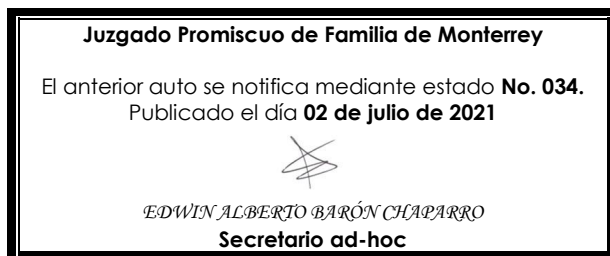 Juzgado Promiscuo de Familia de Monterrey
El anterior auto se notifica mediante estado No. 034.
Publicado el día 02 de julio de 2021
EDWIN ALBERTO BARÓN CHAPARRO
Secretario ad-hoc